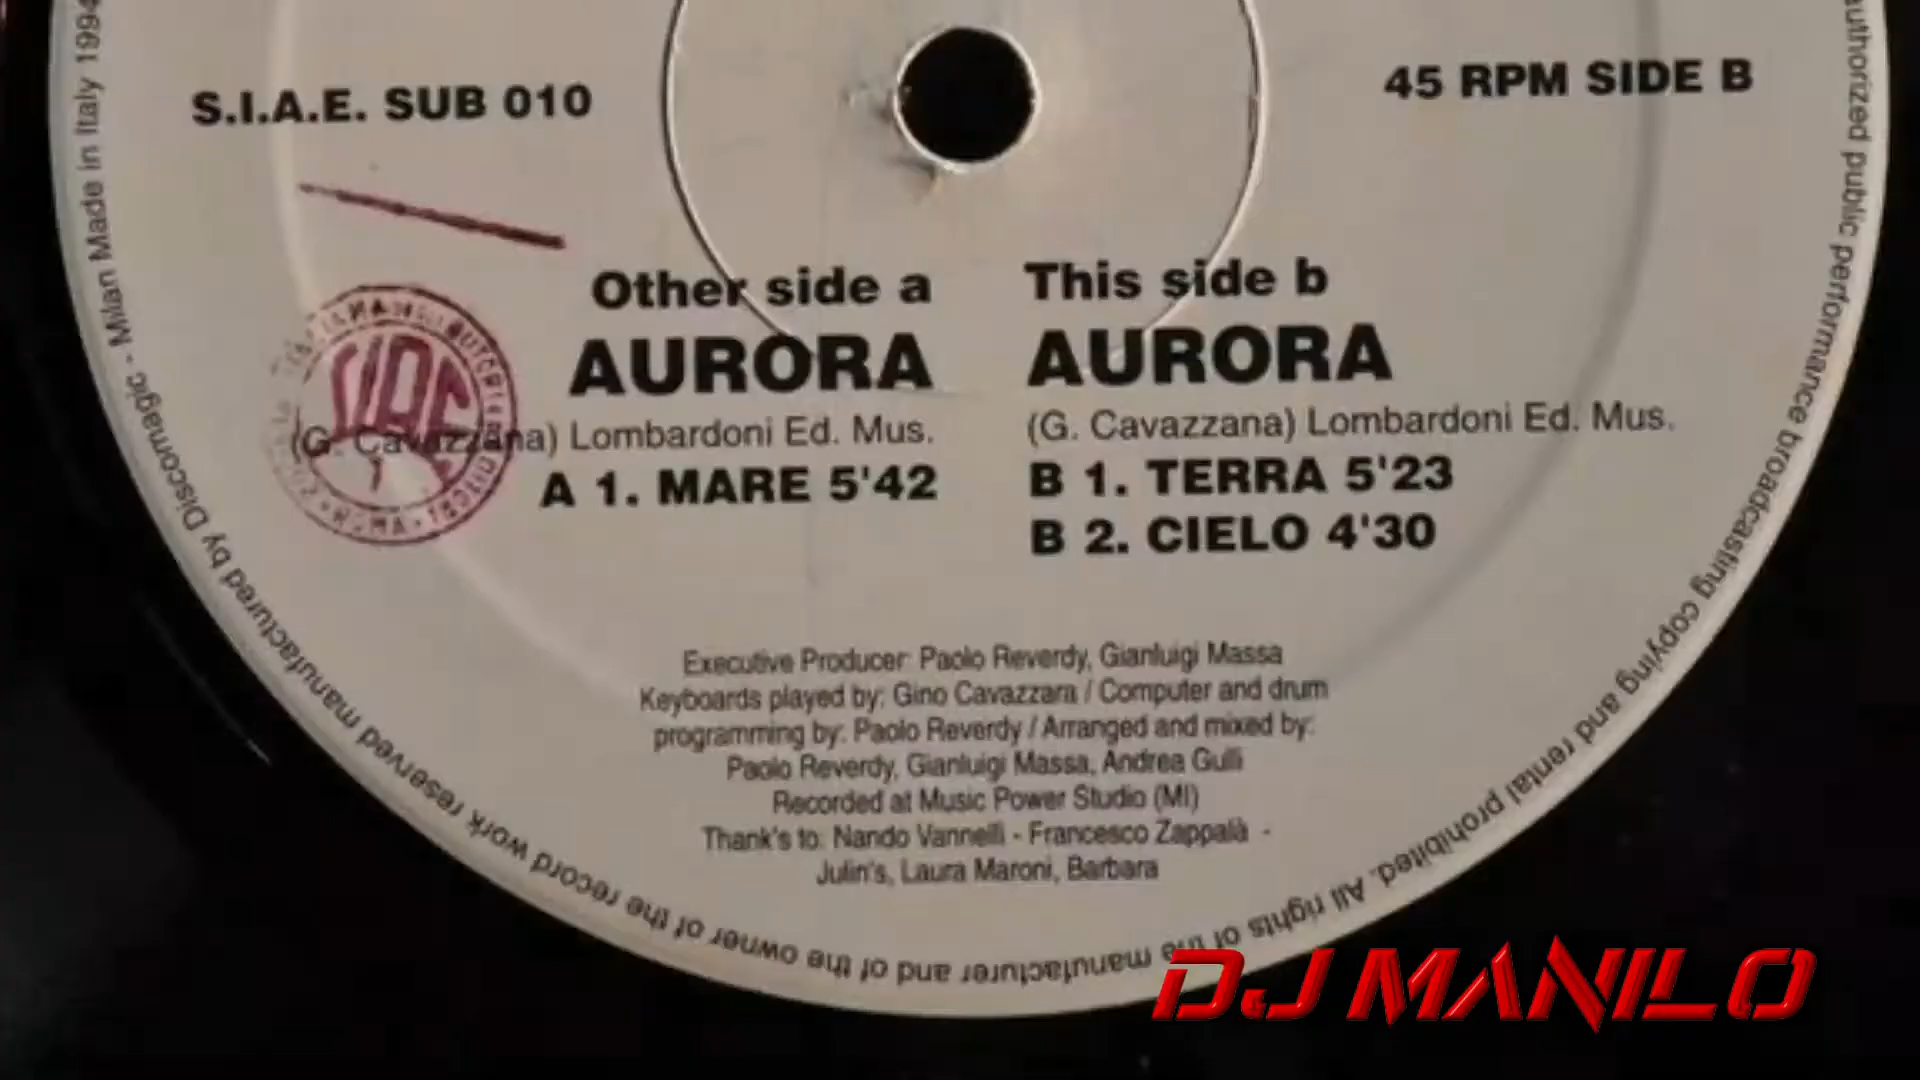 S.I.A.E. SUB 010
45 RPM SIDE B
Other side a
AURORA
(G. Cavazzana) Lombardoni Ed. Mus.
A 1. MARE 5'42
This side b
AURORA
(G. Cavazzana) Lombardoni Ed. Mus.
B 1. TERRA 5'23
B 2. CIELO 4'30
Executive Producer: Paolo Reverdy, Gianluigi Massa
Keyboards played by: Gino Cavazzara / Computer and drum
programming by: Paolo Reverdy / Arranged and mixed by:
Paolo Reverdy, Gianluigi Massa, Andrea Gulli
Recorded at Music Power Studio (MI)
Thank's to: Nando Vannelli - Francesco Zappalà -
Julin's, Laura Maroni, Barbara
authorized public performance broadcasting copying and rental prohibited. All rights of the manufacturer and of the owner of the record work reserved manufactured by Discomagic - Milan Made in Italy 1994
SIAE
ROMA
DJ MANILO